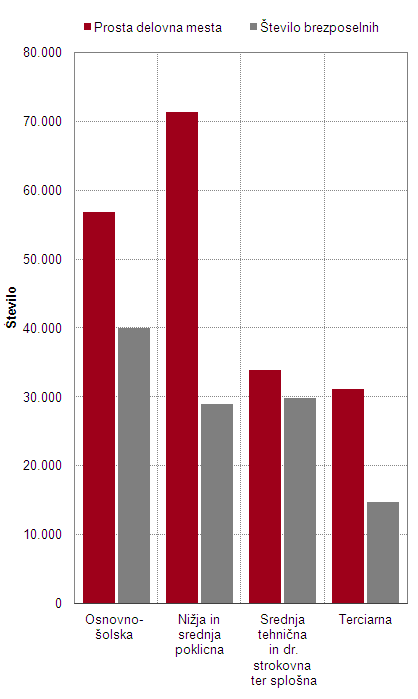 Prosta delovna mesta
Število brezposelnih
80.000
70.000
60.000
50.000
40.000
30.000
20.000
10.000
0
Število
Osnovno-
šolska
Nižja in
srednja
poklicna
Srednja
tehnična
in dr.
strokovna
ter splošna
Terciarna